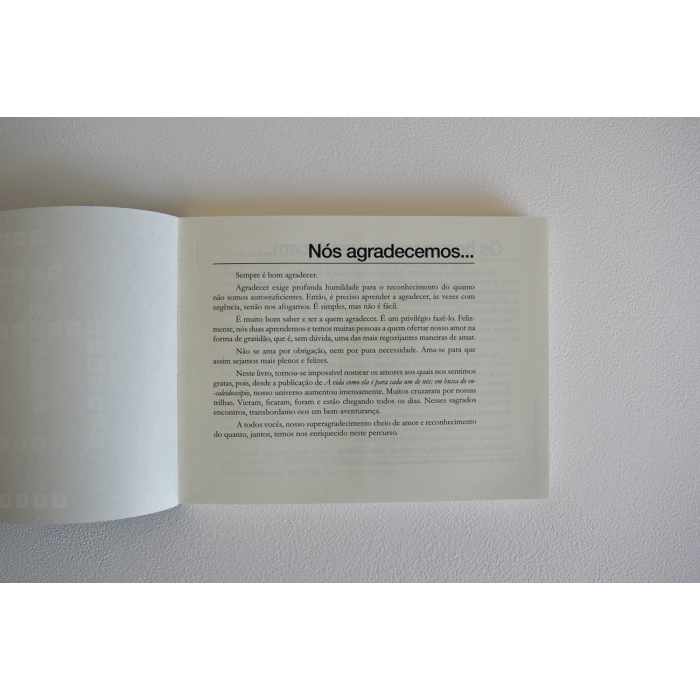 Nós agradecemos...
Sempre é bom agradecer.
Agradecer exige profunda humildade para o reconhecimento do quanto
não somos autossuficientes. Então, é preciso aprender a agradecer, às vezes com
urgência, senão nos afogamos. É simples, mas não é fácil.
É muito bom saber e ter a quem agradecer. É um privilégio fazê-lo. Feliz-
mente, nós duas aprendemos e temos muitas pessoas a quem ofertar nosso amor na
forma de gratidão, que é, sem dúvida, uma das mais regozijantes maneiras de amar.
Não se ama por obrigação, nem por pura necessidade. Ama-se para que
assim sejamos mais plenos e felizes.
Neste livro, tornou-se impossível nomear os amores aos quais nos sentimos
gratas, pois, desde a publicação de A vida como ela é para cada um de nós: em busca do eu-
-caleidoscópio, nosso universo aumentou imensamente. Muitos cruzaram por nossas
trilhas. Vieram, ficaram, foram e estão chegando todos os dias. Nesses sagrados
encontros, transbordamo-nos em bem-aventurança.
A todos vocês, nosso superagradecimento cheio de amor e reconhecimento
do quanto, juntos, temos nos enriquecido neste percurso.